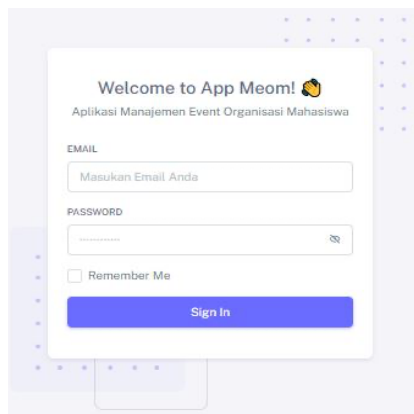 Welcome to App Meom! 👏
Aplikasi Manajemen Event Organisasi Mahasiswa
EMAIL
Masukan Email Anda
PASSWORD
············
Remember Me
Sign In